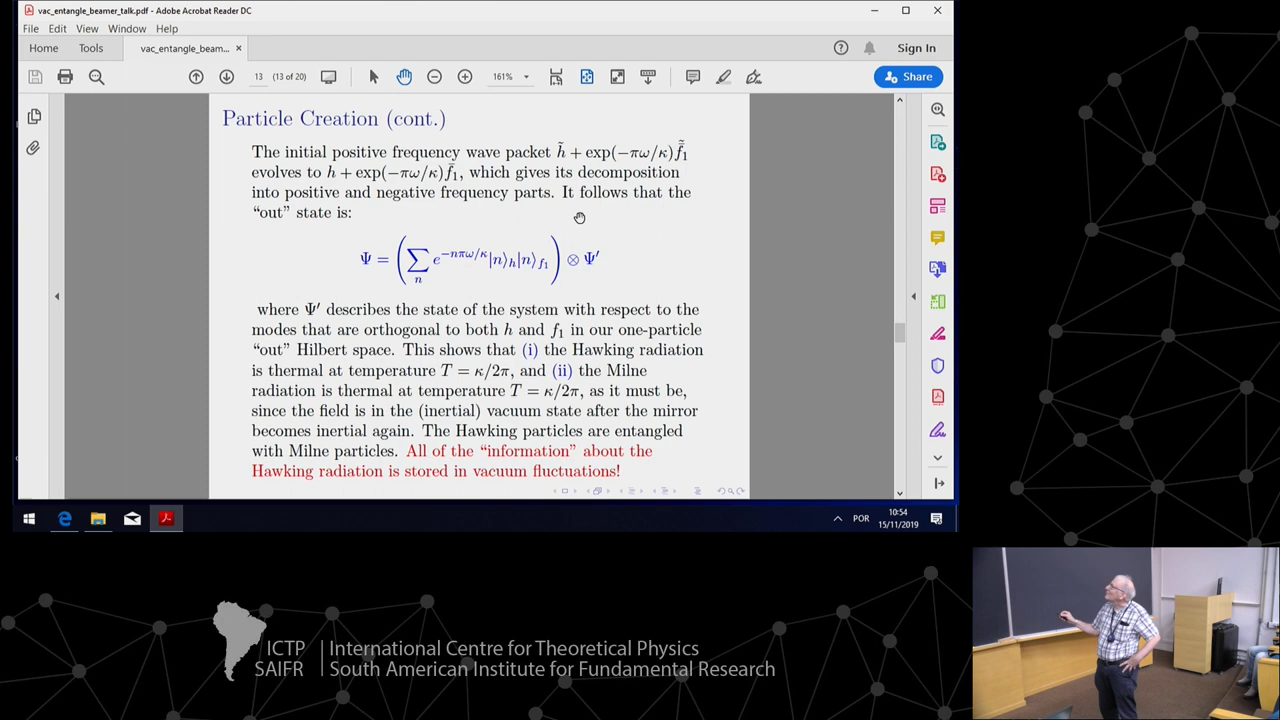 vac_entangle_beamer_talk.pdf - Adobe Acrobat Reader DC
File Edit View Window Help
Home Tools vac_entangle_beam... × Sign In
13 (13 of 20) 161% Share
Particle Creation (cont.)
The initial positive frequency wave packet h̃ + exp(−πω/κ)f̃̄₁
evolves to h + exp(−πω/κ)f̄₁, which gives its decomposition
into positive and negative frequency parts. It follows that the
“out” state is:
Ψ = (∑ₙ e^{−nπω/κ}|n⟩ₕ|n⟩_{f₁}) ⊗ Ψ′
where Ψ′ describes the state of the system with respect to the
modes that are orthogonal to both h and f₁ in our one-particle
“out” Hilbert space. This shows that (i) the Hawking radiation
is thermal at temperature T = κ/2π, and (ii) the Milne
radiation is thermal at temperature T = κ/2π, as it must be,
since the field is in the (inertial) vacuum state after the mirror
becomes inertial again. The Hawking particles are entangled
with Milne particles. All of the “information” about the
Hawking radiation is stored in vacuum fluctuations!
POR
10:54
15/11/2019
ICTP International Centre for Theoretical Physics
SAIFR South American Institute for Fundamental Research